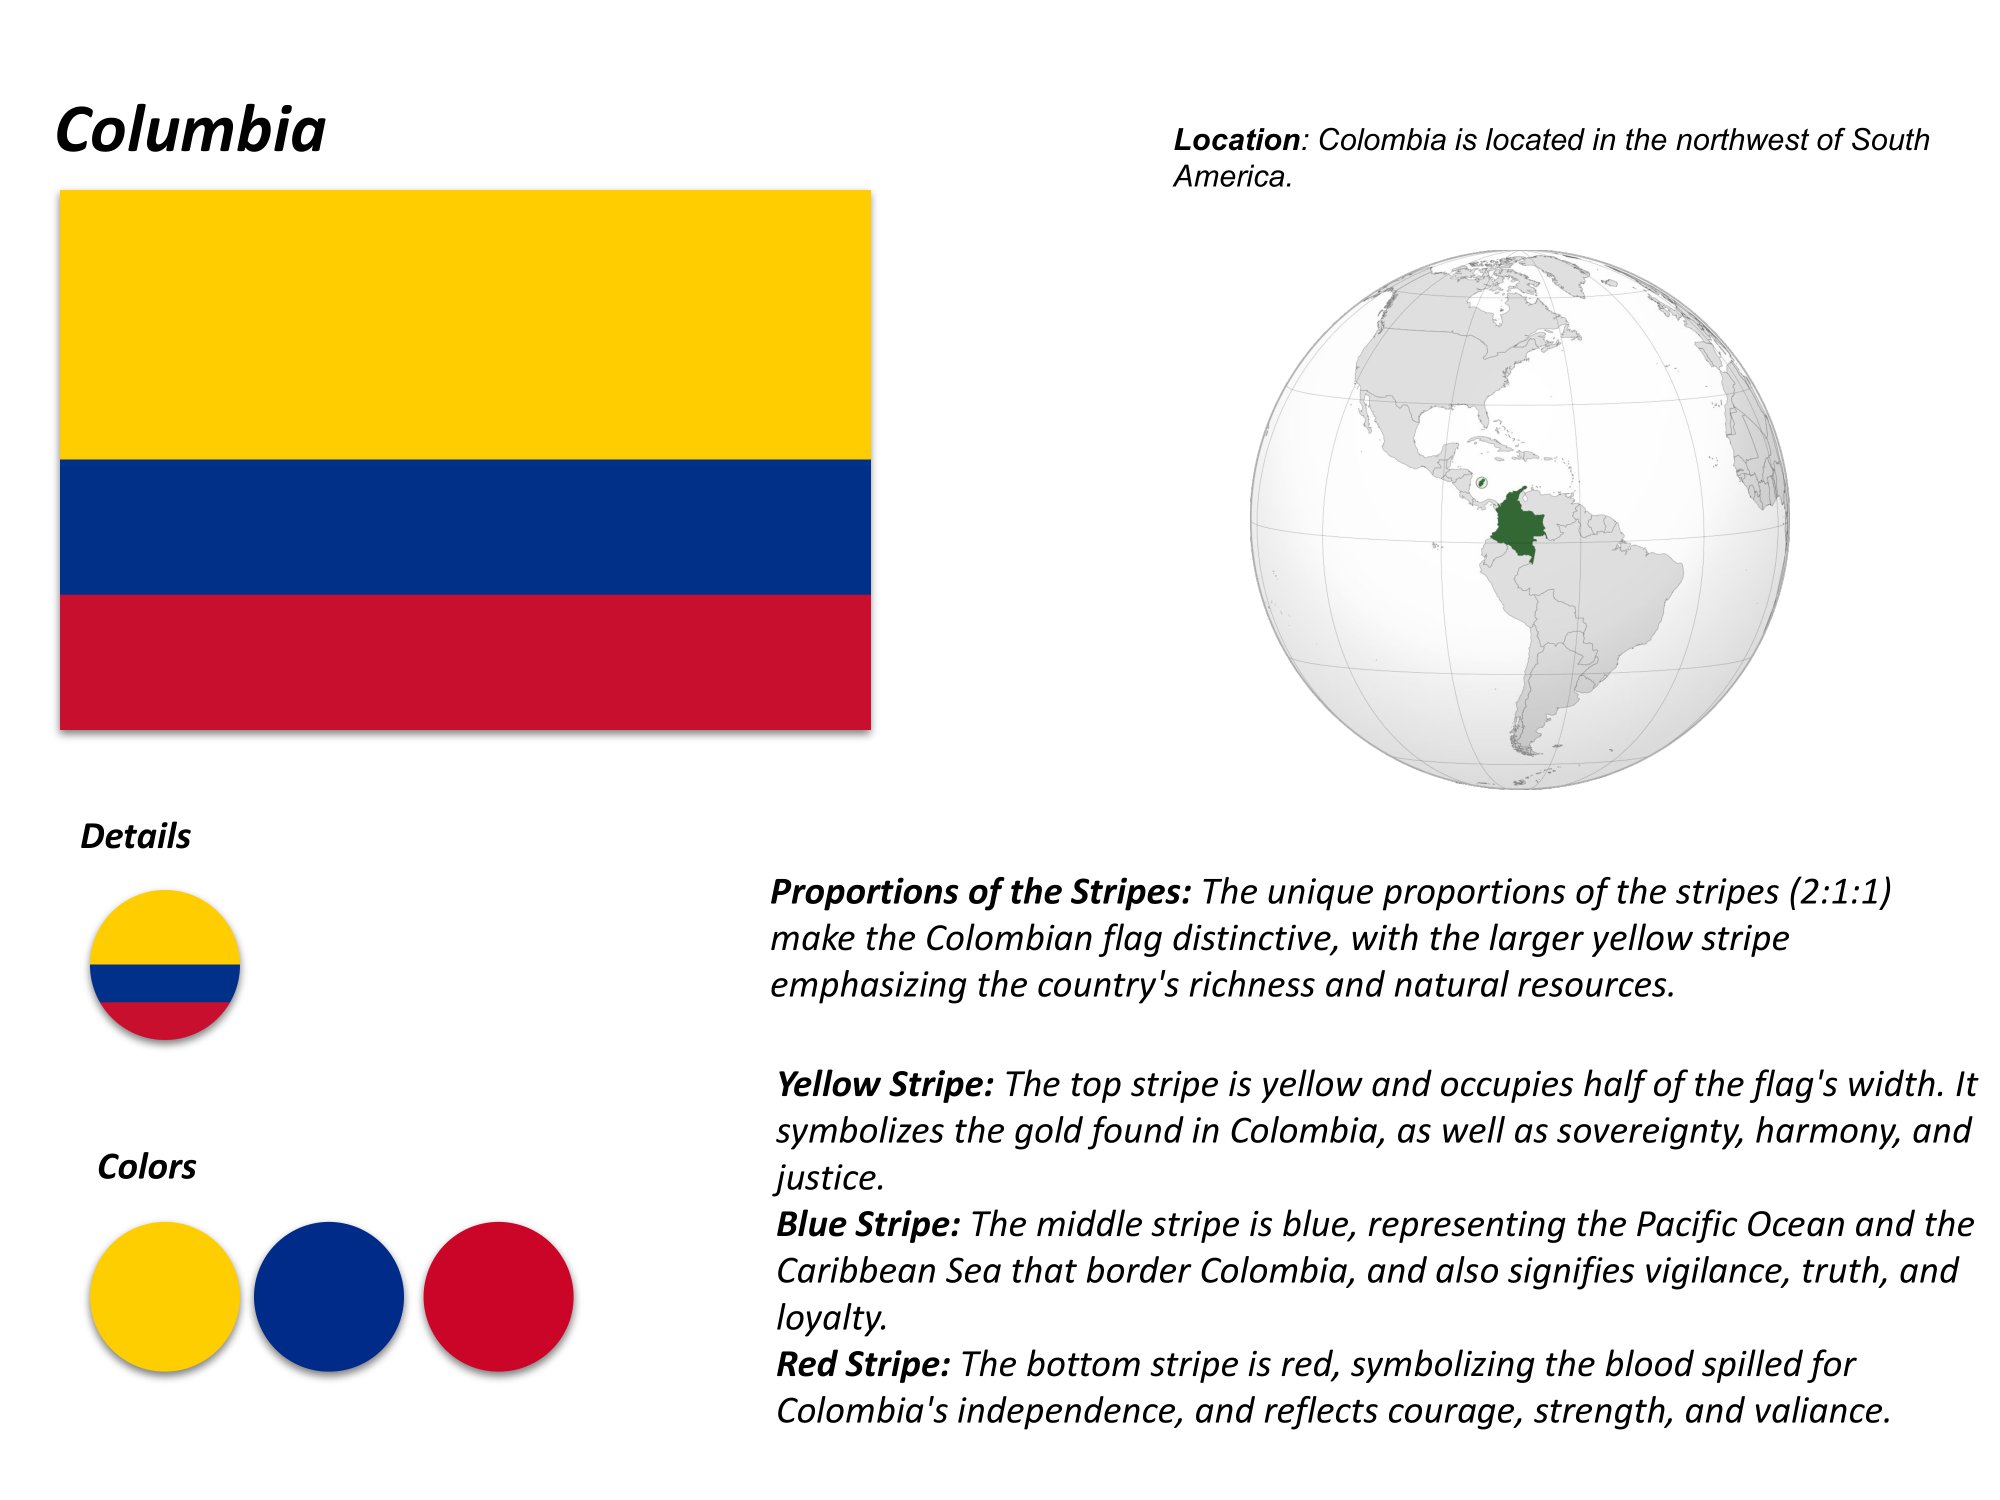 Columbia
Location: Colombia is located in the northwest of South
America.
Details
Proportions of the Stripes: The unique proportions of the stripes (2:1:1)
make the Colombian flag distinctive, with the larger yellow stripe
emphasizing the country's richness and natural resources.
Yellow Stripe: The top stripe is yellow and occupies half of the flag's width. It
symbolizes the gold found in Colombia, as well as sovereignty, harmony, and
justice.
Colors
Blue Stripe: The middle stripe is blue, representing the Pacific Ocean and the
Caribbean Sea that border Colombia, and also signifies vigilance, truth, and
loyalty.
Red Stripe: The bottom stripe is red, symbolizing the blood spilled for
Colombia's independence, and reflects courage, strength, and valiance.